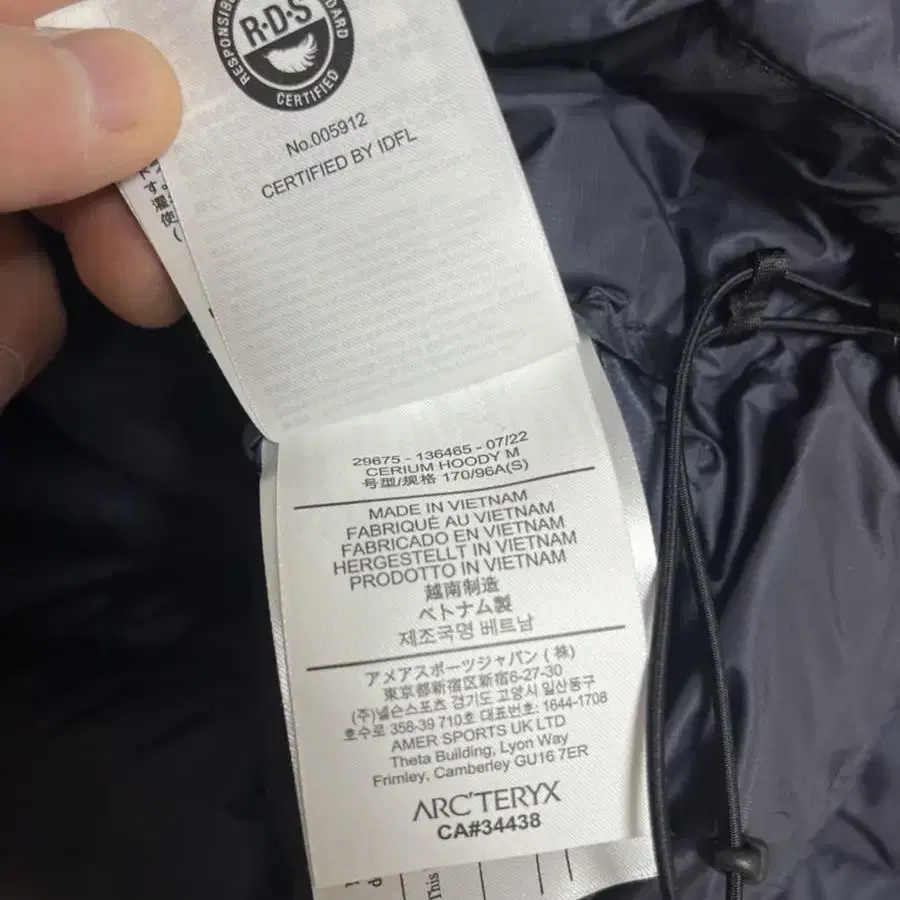 RESPONSIBLE
STANDARD
R·D·S
CERTIFIED
No.005912
CERTIFIED BY IDFL
29675 - 136465 - 07/22
CERIUM HOODY M
号型/规格 170/96A(S)
MADE IN VIETNAM
FABRIQUÉ AU VIETNAM
FABRICADO EN VIETNAM
HERGESTELLT IN VIETNAM
PRODOTTO IN VIETNAM
越南制造
ベトナム製
제조국명 베트남
アメアスポーツジャパン (株)
東京都新宿区新宿6-27-30
(주)넬슨스포츠 경기도 고양시 일산동구
호수로 358-39 710호 대표번호: 1644-1708
AMER SPORTS UK LTD
Theta Building, Lyon Way
Frimley, Camberley GU16 7ER
ARC'TERYX
CA#34438
This